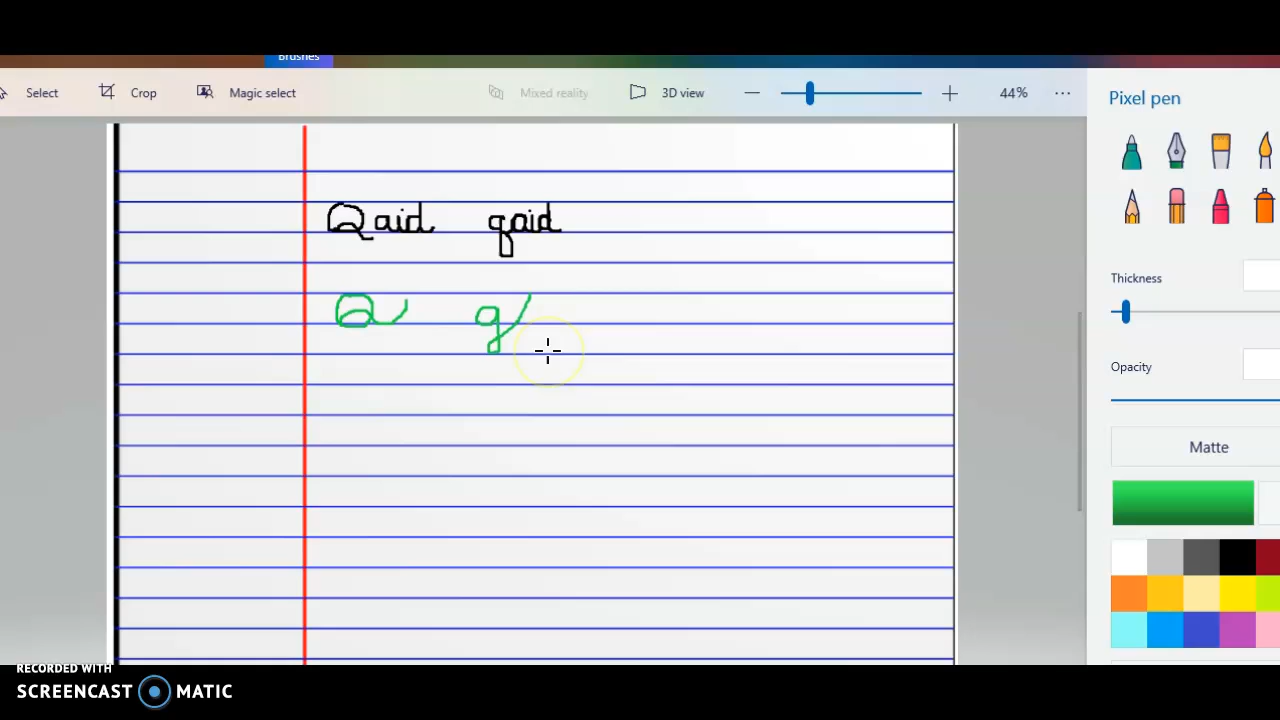 Brushes
Select Crop Magic select Mixed reality 3D view 44% ...
Pixel pen
Qaid qaid
Thickness
Q q
Opacity
Matte
RECORDED WITH
SCREENCAST MATIC